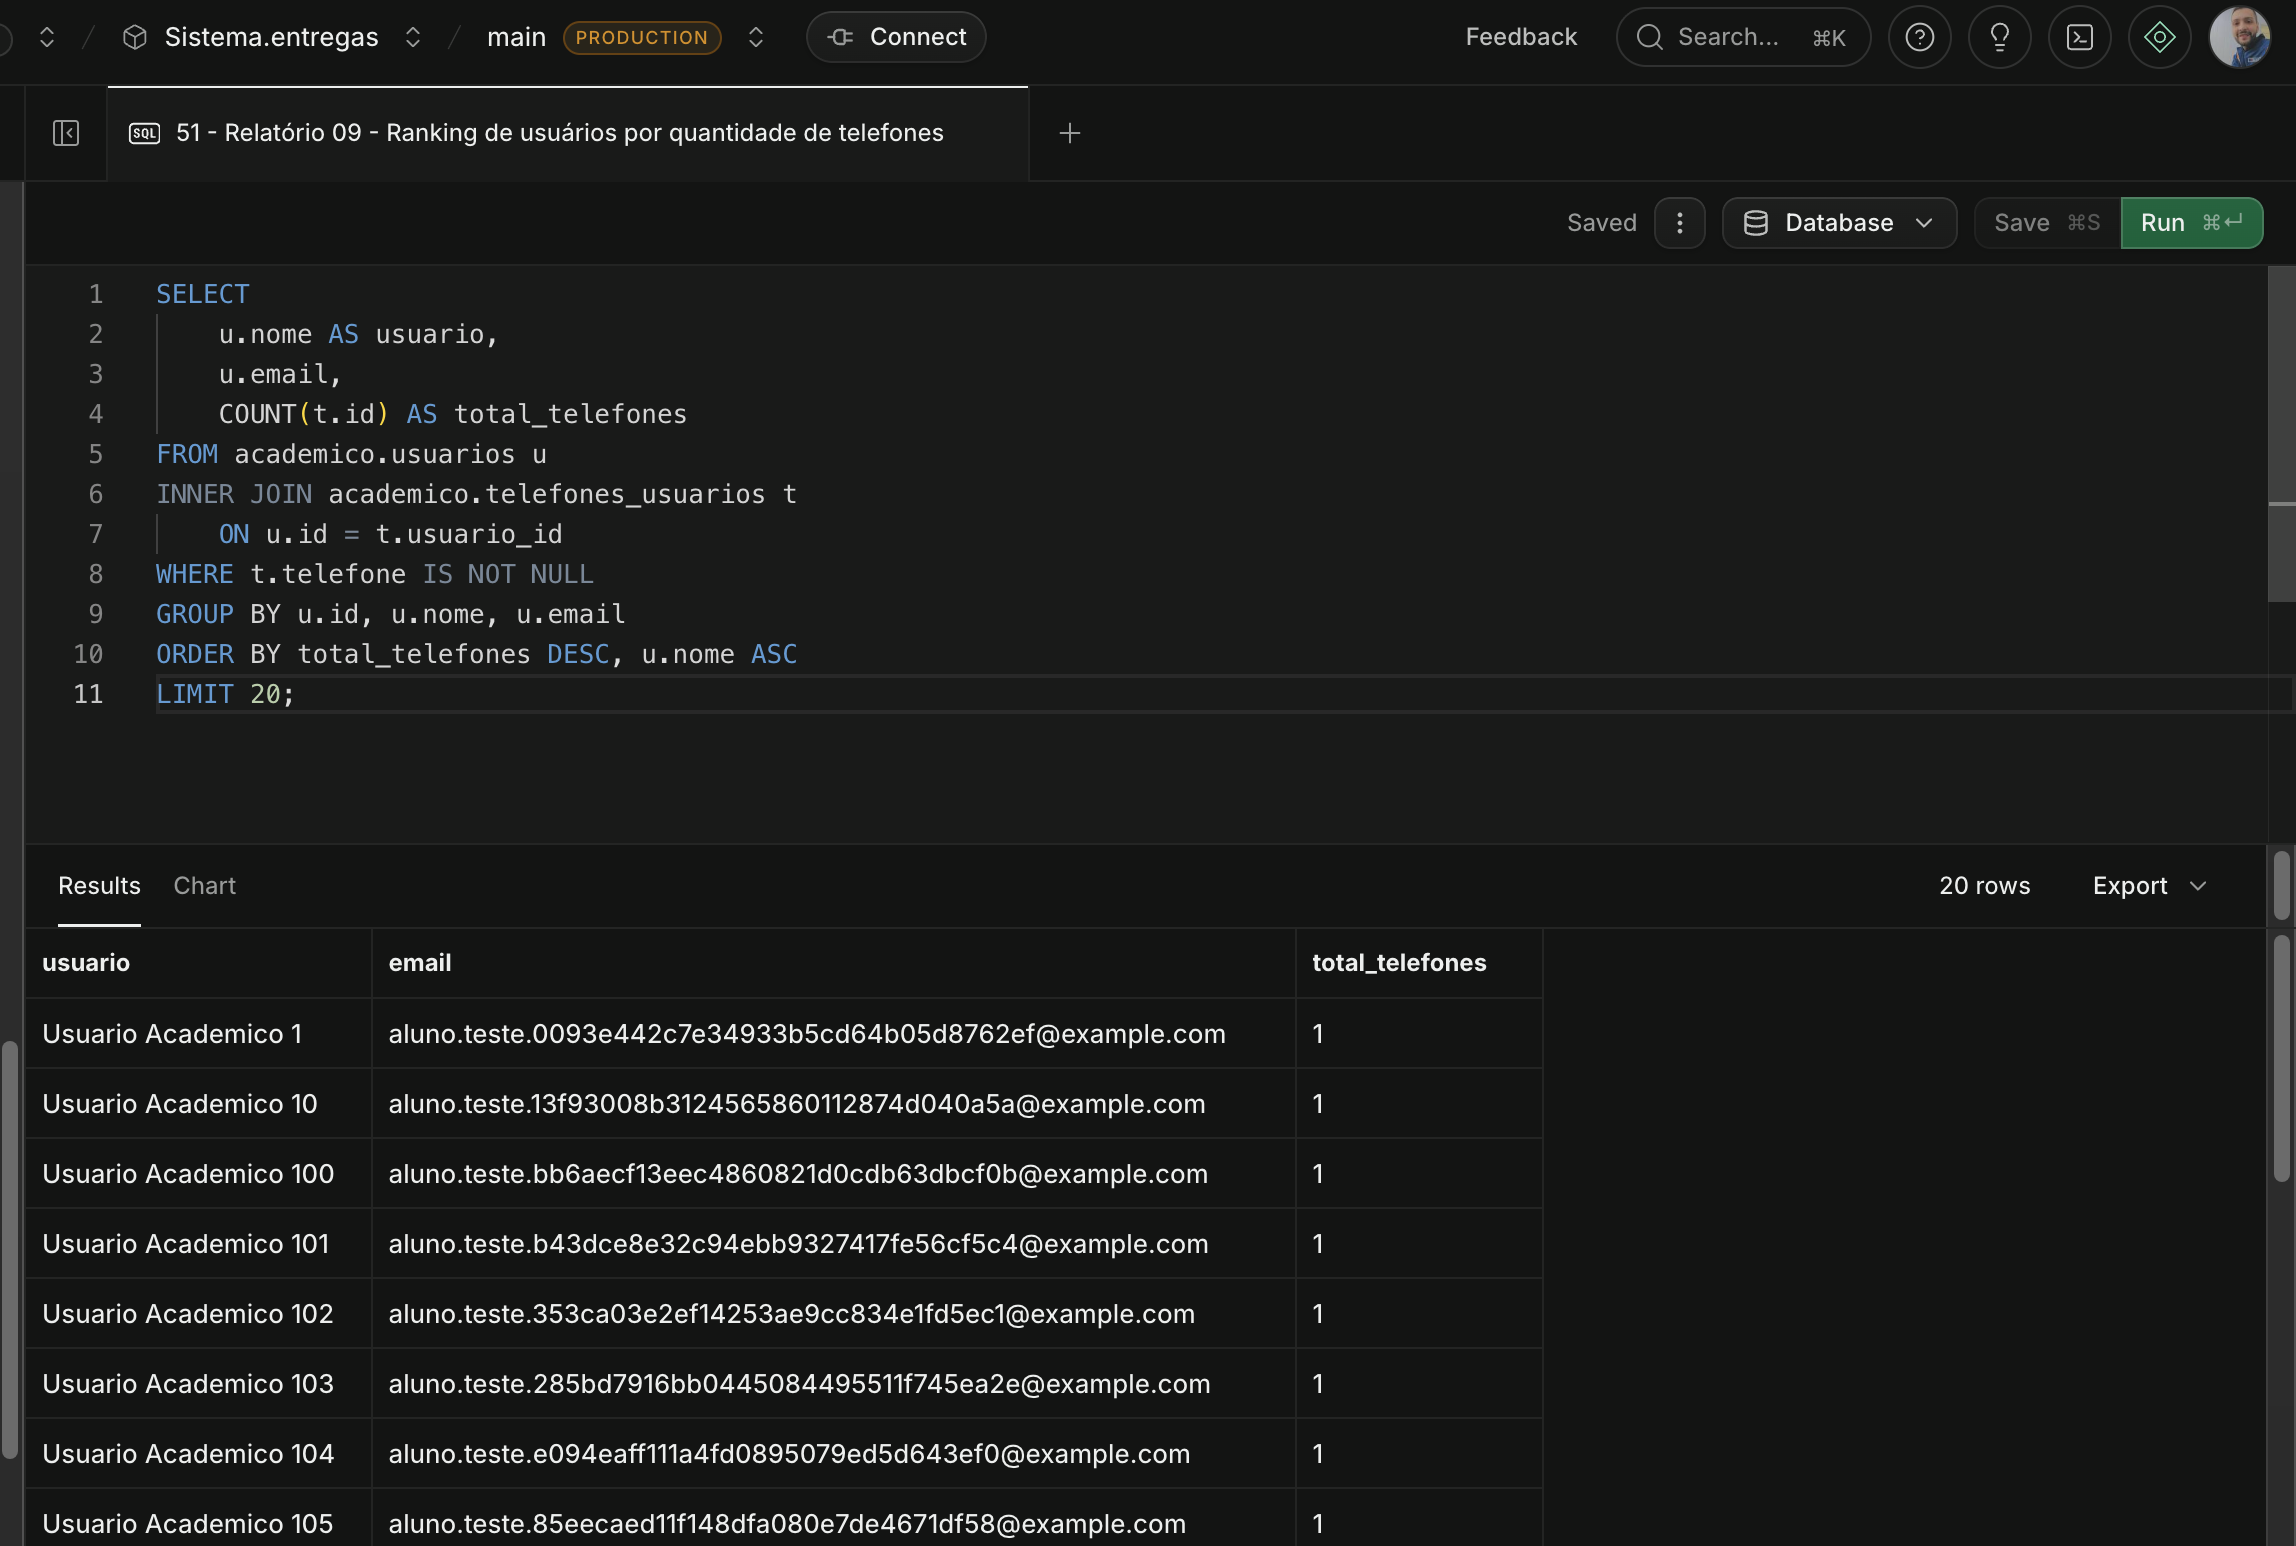 Sistema.entregas / main PRODUCTION Connect Feedback Search... ⌘K
SQL 51 - Relatório 09 - Ranking de usuários por quantidade de telefones
Saved Database Save ⌘S Run ⌘↵
1 SELECT
2 u.nome AS usuario,
3 u.email,
4 COUNT(t.id) AS total_telefones
5 FROM academico.usuarios u
6 INNER JOIN academico.telefones_usuarios t
7 ON u.id = t.usuario_id
8 WHERE t.telefone IS NOT NULL
9 GROUP BY u.id, u.nome, u.email
10 ORDER BY total_telefones DESC, u.nome ASC
11 LIMIT 20;
Results Chart 20 rows Export
usuario email total_telefones
Usuario Academico 1 aluno.teste.0093e442c7e34933b5cd64b05d8762ef@example.com 1
Usuario Academico 10 aluno.teste.13f93008b3124565860112874d040a5a@example.com 1
Usuario Academico 100 aluno.teste.bb6aecf13eec4860821d0cdb63dbcf0b@example.com 1
Usuario Academico 101 aluno.teste.b43dce8e32c94ebb9327417fe56cf5c4@example.com 1
Usuario Academico 102 aluno.teste.353ca03e2ef14253ae9cc834e1fd5ec1@example.com 1
Usuario Academico 103 aluno.teste.285bd7916bb0445084495511f745ea2e@example.com 1
Usuario Academico 104 aluno.teste.e094eaff111a4fd0895079ed5d643ef0@example.com 1
Usuario Academico 105 aluno.teste.85eecaed11f148dfa080e7de4671df58@example.com 1